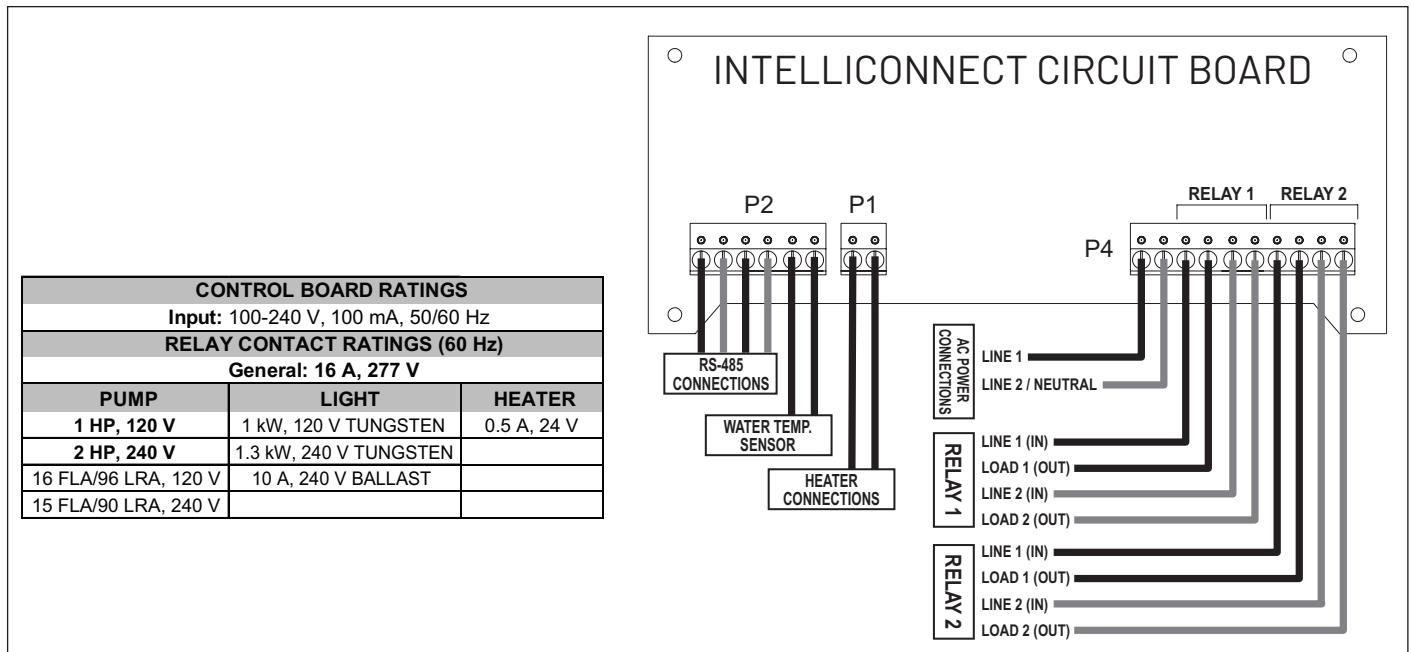 INTELLICONNECT CIRCUIT BOARD
P2
P1
P4
RELAY 1
RELAY 2
CONTROL BOARD RATINGS
Input: 100-240 V, 100 mA, 50/60 Hz
RELAY CONTACT RATINGS (60 Hz)
General: 16 A, 277 V
PUMP LIGHT HEATER
1 HP, 120 V 1 kW, 120 V TUNGSTEN 0.5 A, 24 V
2 HP, 240 V 1.3 kW, 240 V TUNGSTEN
16 FLA/96 LRA, 120 V 10 A, 240 V BALLAST
15 FLA/90 LRA, 240 V
RS-485
CONNECTIONS
WATER TEMP.
SENSOR
HEATER
CONNECTIONS
AC POWER
CONNECTIONS
LINE 1
LINE 2 / NEUTRAL
RELAY 1
LINE 1 (IN)
LOAD 1 (OUT)
LINE 2 (IN)
LOAD 2 (OUT)
RELAY 2
LINE 1 (IN)
LOAD 1 (OUT)
LINE 2 (IN)
LOAD 2 (OUT)